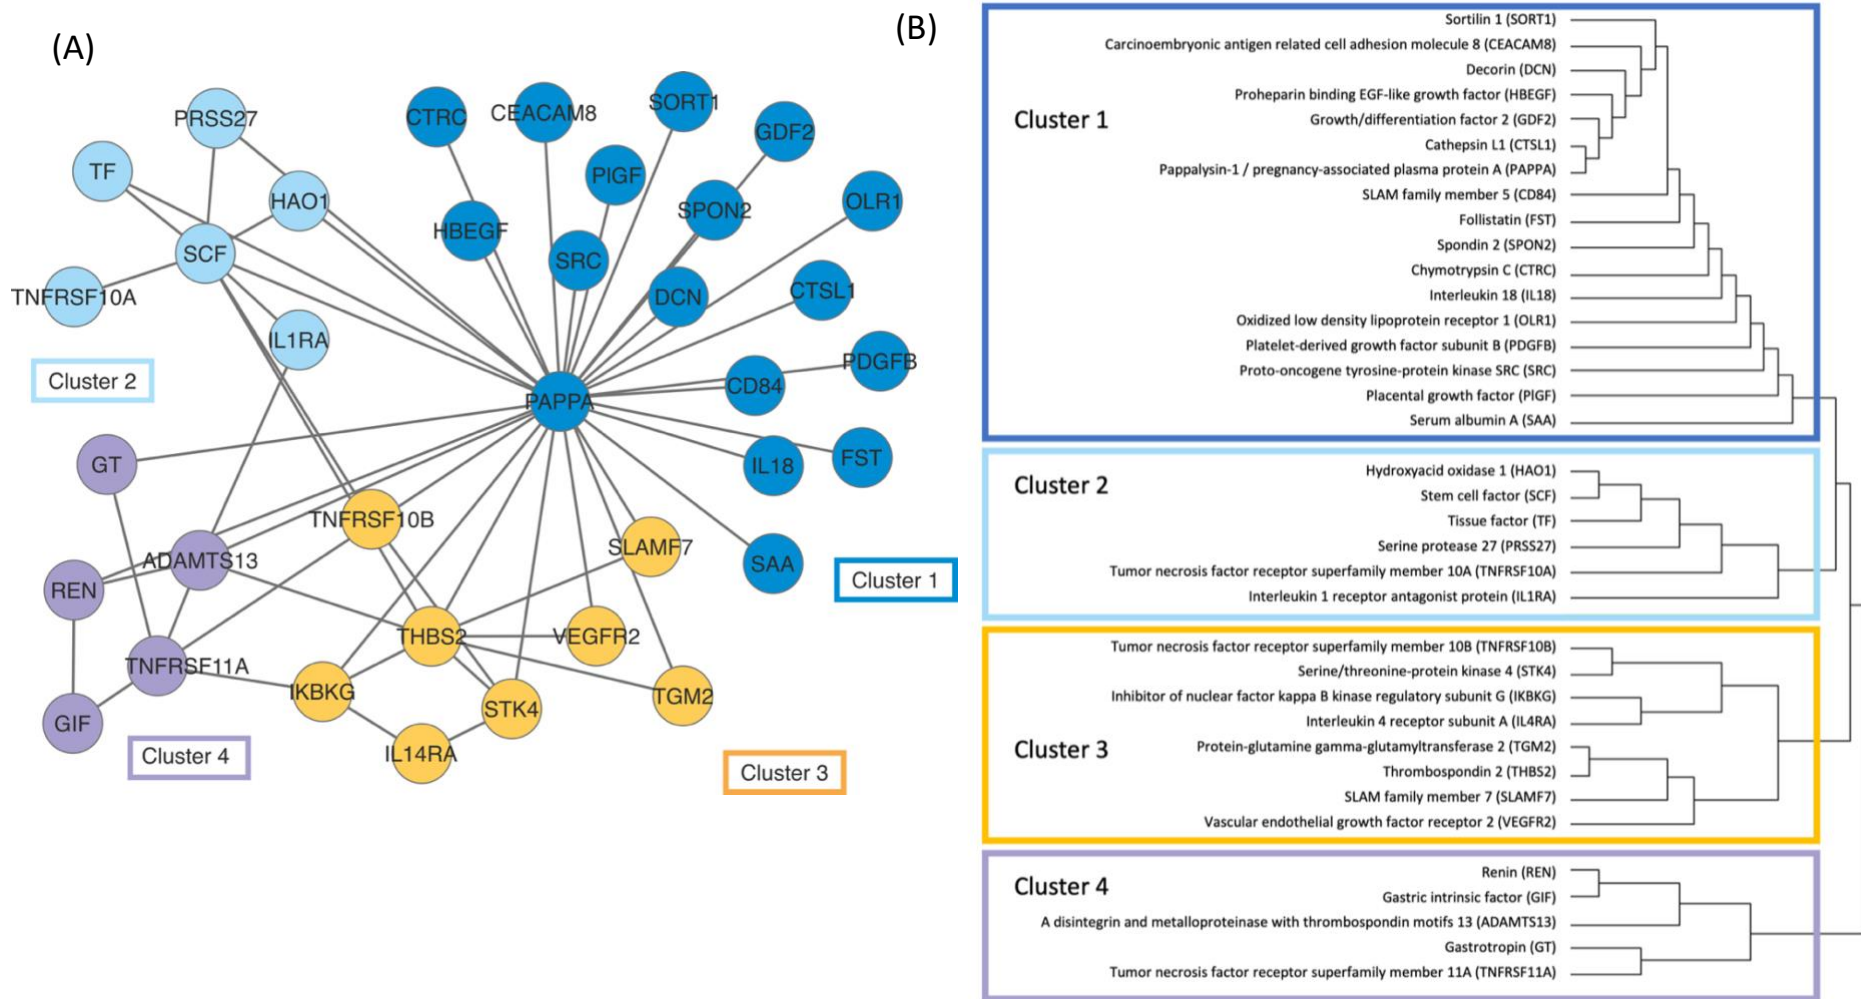 (A)
PRSS27
TF
HAO1
SCF
TNFRSF10A
IL1RA
Cluster 2
CTRC
CEACAM8
SORT1
GDF2
PIGF
SPON2
OLR1
HBEGF
SRC
DCN
CTSL1
PDGFB
CD84
PAPPA
IL18
FST
SAA
Cluster 1
GT
ADAMTS13
REN
TNFRSF11A
GIF
Cluster 4
TNFRSF10B
SLAMF7
THBS2
VEGFR2
IKBKG
STK4
TGM2
IL14RA
Cluster 3
(B)
Cluster 1
Sortilin 1 (SORT1)
Carcinoembryonic antigen related cell adhesion molecule 8 (CEACAM8)
Decorin (DCN)
Proheparin binding EGF-like growth factor (HBEGF)
Growth/differentiation factor 2 (GDF2)
Cathepsin L1 (CTSL1)
Pappalysin-1 / pregnancy-associated plasma protein A (PAPPA)
SLAM family member 5 (CD84)
Follistatin (FST)
Spondin 2 (SPON2)
Chymotrypsin C (CTRC)
Interleukin 18 (IL18)
Oxidized low density lipoprotein receptor 1 (OLR1)
Platelet-derived growth factor subunit B (PDGFB)
Proto-oncogene tyrosine-protein kinase SRC (SRC)
Placental growth factor (PlGF)
Serum albumin A (SAA)
Cluster 2
Hydroxyacid oxidase 1 (HAO1)
Stem cell factor (SCF)
Tissue factor (TF)
Serine protease 27 (PRSS27)
Tumor necrosis factor receptor superfamily member 10A (TNFRSF10A)
Interleukin 1 receptor antagonist protein (IL1RA)
Cluster 3
Tumor necrosis factor receptor superfamily member 10B (TNFRSF10B)
Serine/threonine-protein kinase 4 (STK4)
Inhibitor of nuclear factor kappa B kinase regulatory subunit G (IKBKG)
Interleukin 4 receptor subunit A (IL4RA)
Protein-glutamine gamma-glutamyltransferase 2 (TGM2)
Thrombospondin 2 (THBS2)
SLAM family member 7 (SLAMF7)
Vascular endothelial growth factor receptor 2 (VEGFR2)
Cluster 4
Renin (REN)
Gastric intrinsic factor (GIF)
A disintegrin and metalloproteinase with thrombospondin motifs 13 (ADAMTS13)
Gastrotropin (GT)
Tumor necrosis factor receptor superfamily member 11A (TNFRSF11A)